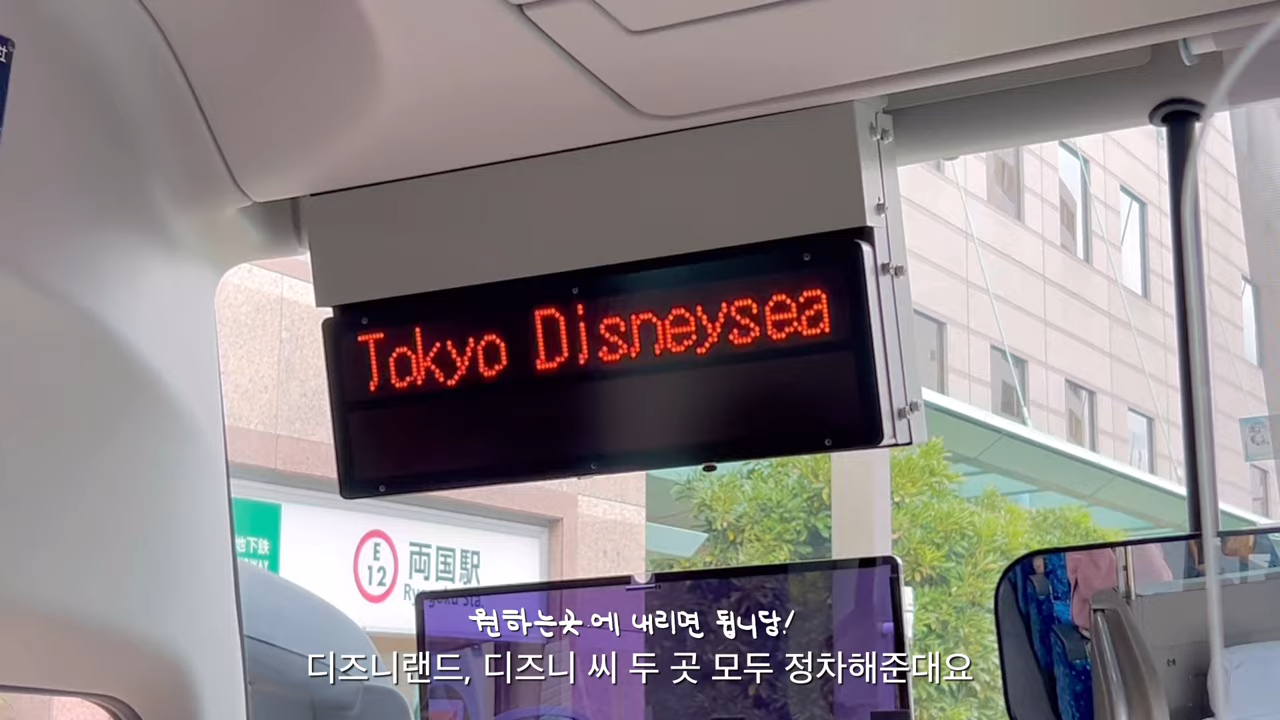 社
Tokyo Disneysea
地下鉄
E
12
両国駅
원하는곳에 내리면 됩니당!
디즈니랜드, 디즈니 씨 두 곳 모두 정차해준대요